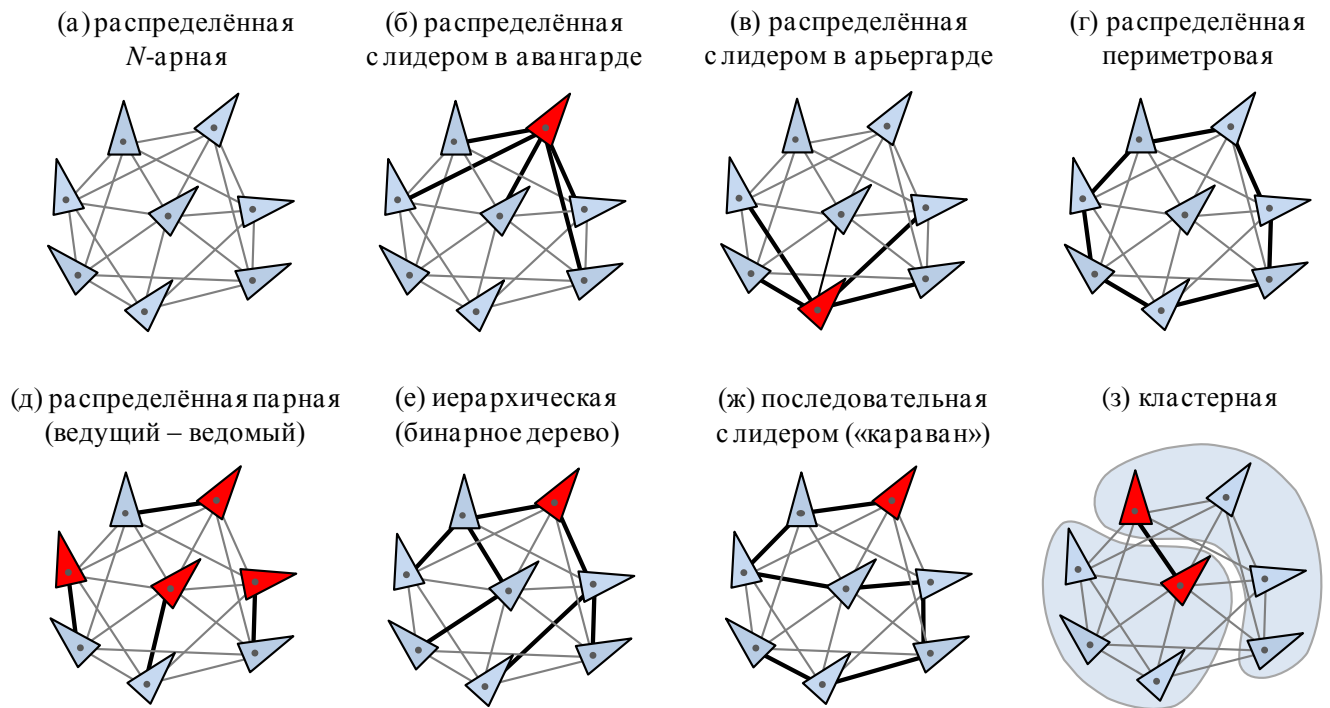 (а) распределённая
N-арная
(б) распределённая
с лидером в авангарде
(в) распределённая
с лидером в арьергарде
(г) распределённая
периметровая
(д) распределённая парная
(ведущий – ведомый)
(е) иерархическая
(бинарное дерево)
(ж) последовательная
с лидером («караван»)
(з) кластерная